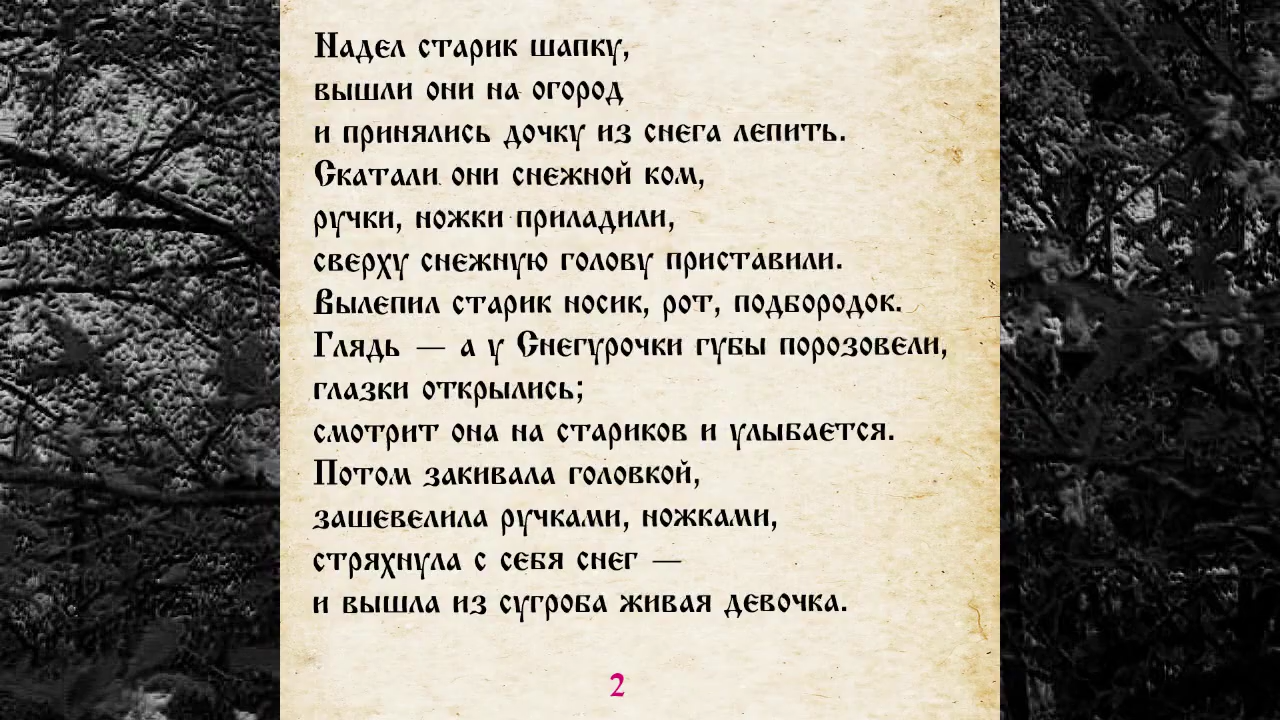 Надел старик шапку,
вышли они на огород
и принялись дочку из снега лепить.
Скатали они снежной ком,
ручки, ножки приладили,
сверху снежную голову приставили.
Вылепил старик носик, рот, подбородок.
Глядь — а у Снегурочки губы порозовели,
глазки открылись;
смотрит она на стариков и улыбается.
Потом закивала головкой,
зашевелила ручками, ножками,
стряхнула с себя снег —
и вышла из сугроба живая девочка.
2